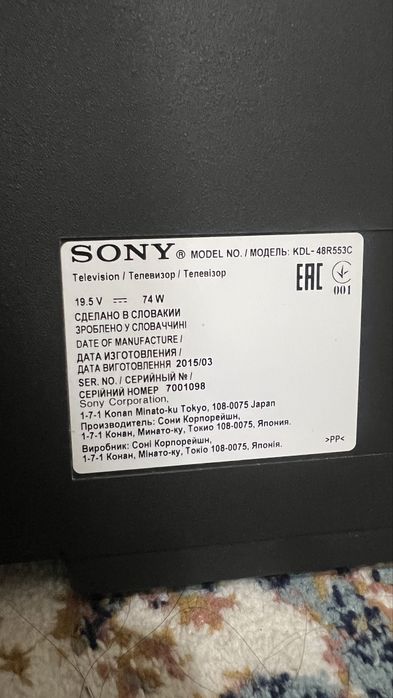 SONY® MODEL NO. / МОДЕЛЬ: KDL-48R553C
Television / Телевизор / Телевізор
EAC
001
19.5 V ⎓ 74 W
СДЕЛАНО В СЛОВАКИИ
ЗРОБЛЕНО У СЛОВАЧЧИНІ
DATE OF MANUFACTURE /
ДАТА ИЗГОТОВЛЕНИЯ /
ДАТА ВИГОТОВЛЕННЯ 2015/03
SER. NO. / СЕРИЙНЫЙ № /
СЕРІЙНИЙ НОМЕР 7001098
Sony Corporation,
1-7-1 Konan Minato-ku Tokyo, 108-0075 Japan
Производитель: Сони Корпорейшн,
1-7-1 Конан, Минато-ку, Токио 108-0075, Япония.
Виробник: Соні Корпорейшн,
1-7-1 Конан, Мінато-ку, Токіо 108-0075, Японія.
>PP<